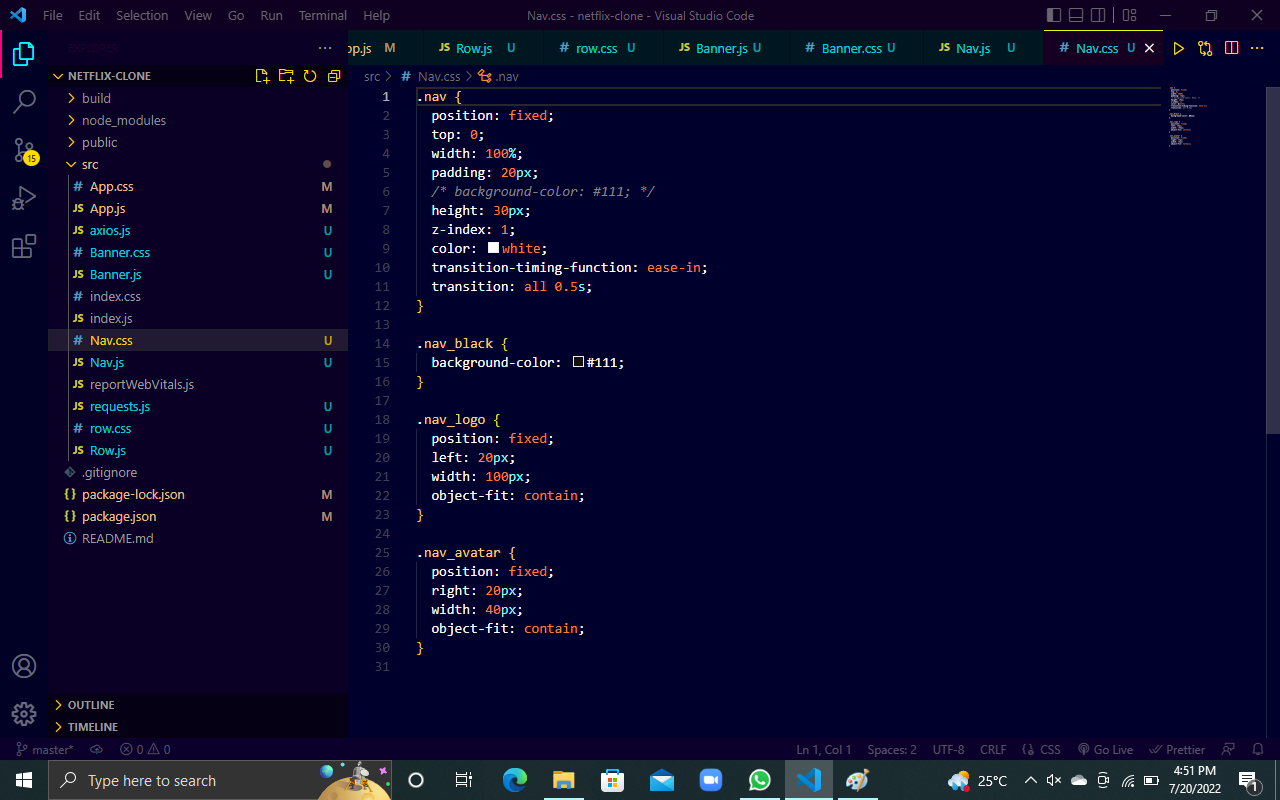 File Edit Selection View Go Run Terminal Help Nav.css - netflix-clone - Visual Studio Code
EXPLORER
pp.js M JS Row.js U # row.css U JS Banner.js U # Banner.css U JS Nav.js U # Nav.css U
NETFLIX-CLONE
src > # Nav.css > .nav
build
node_modules
public
src
# App.css M
JS App.js M
JS axios.js U
# Banner.css U
JS Banner.js U
# index.css
JS index.js
# Nav.css U
JS Nav.js U
JS reportWebVitals.js
JS requests.js U
# row.css U
JS Row.js U
.gitignore
{} package-lock.json M
{} package.json M
README.md
15
OUTLINE
TIMELINE
1 .nav {
2 position: fixed;
3 top: 0;
4 width: 100%;
5 padding: 20px;
6 /* background-color: #111; */
7 height: 30px;
8 z-index: 1;
9 color: white;
10 transition-timing-function: ease-in;
11 transition: all 0.5s;
12 }
13
14 .nav_black {
15 background-color: #111;
16 }
17
18 .nav_logo {
19 position: fixed;
20 left: 20px;
21 width: 100px;
22 object-fit: contain;
23 }
24
25 .nav_avatar {
26 position: fixed;
27 right: 20px;
28 width: 40px;
29 object-fit: contain;
30 }
31
master* 0 0 Ln 1, Col 1 Spaces: 2 UTF-8 CRLF CSS Go Live Prettier
Type here to search 25°C 4:51 PM
7/20/2022 1